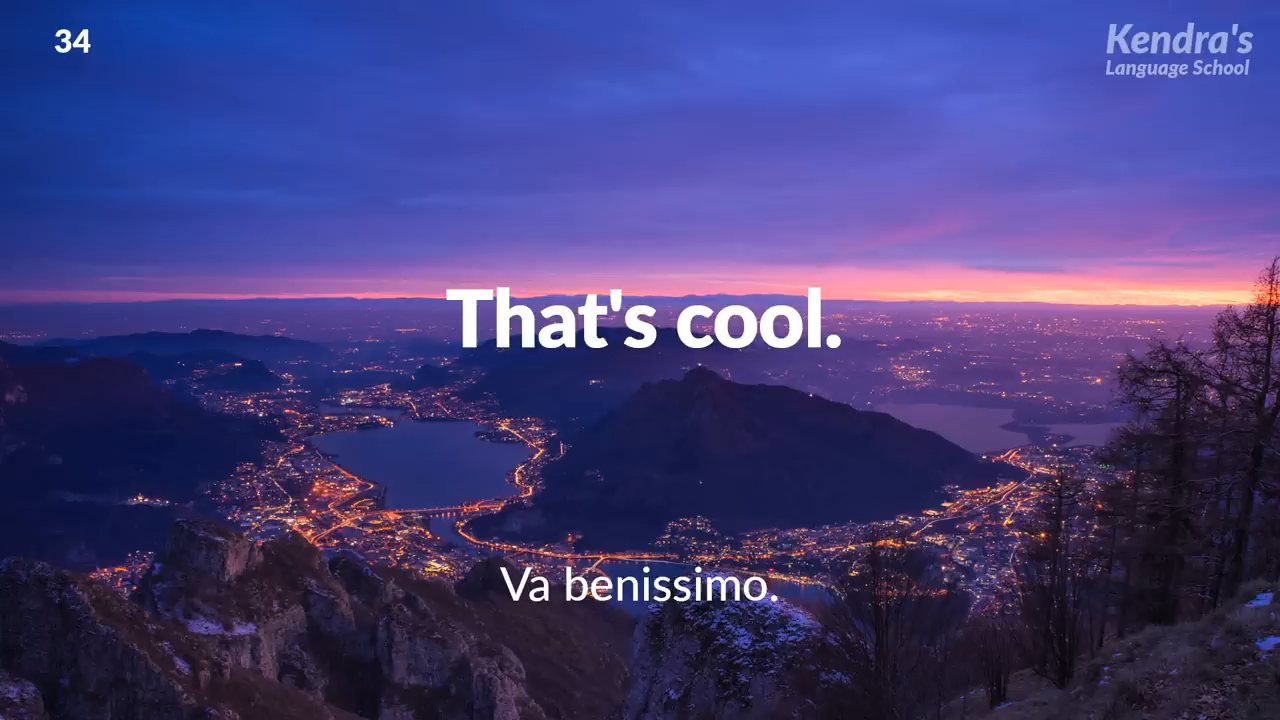 34
Kendra's
Language School
That's cool.
Va benissimo.